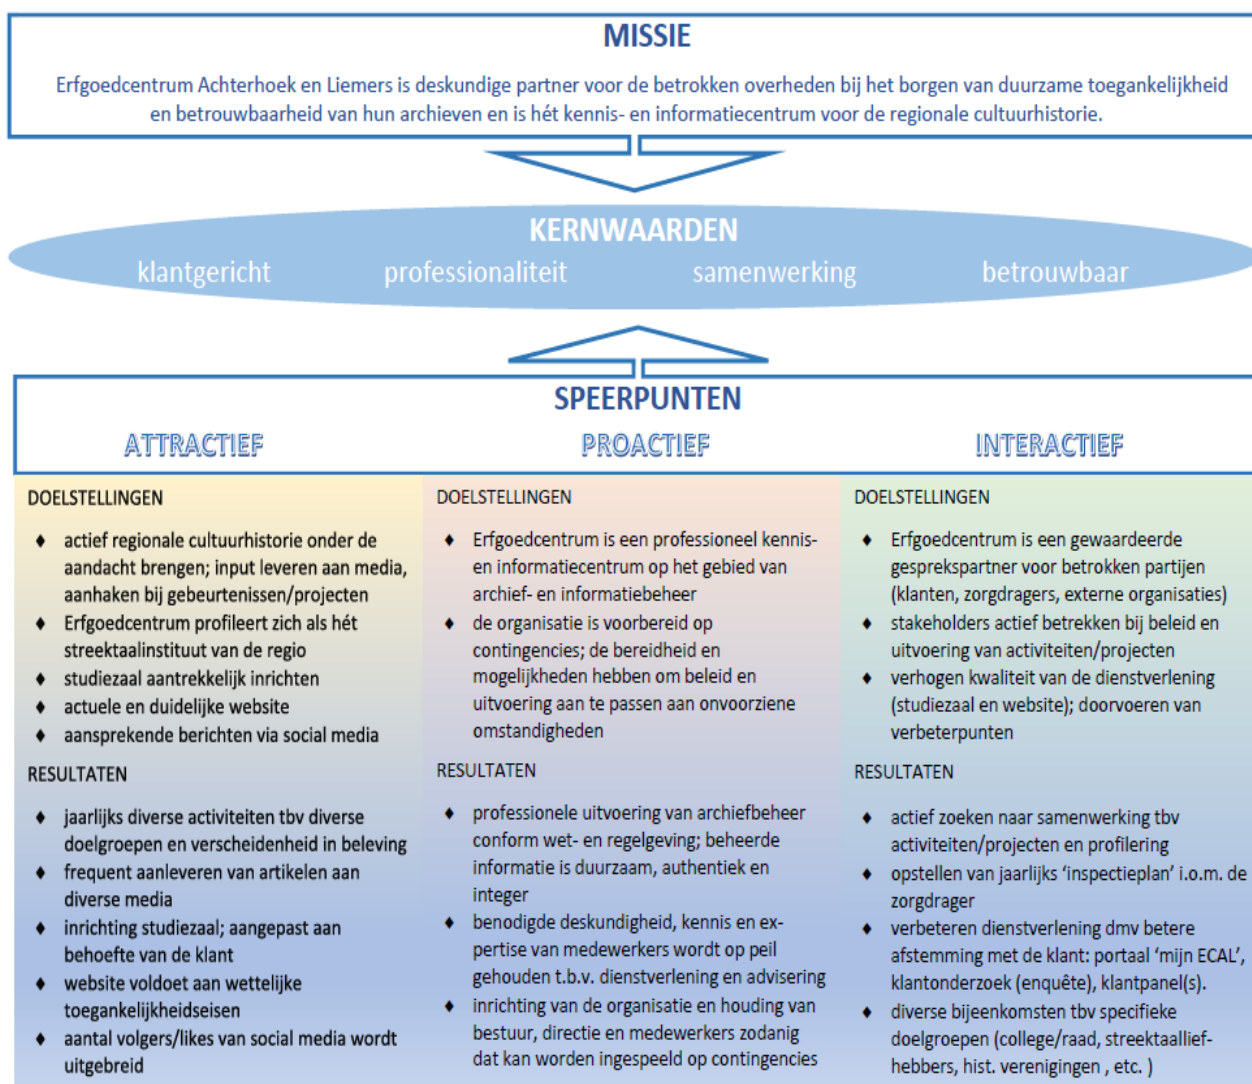 MISSIE
Erfgoedcentrum Achterhoek en Liemers is deskundige partner voor de betrokken overheden bij het borgen van duurzame toegankelijkheid
en betrouwbaarheid van hun archieven en is hét kennis- en informatiecentrum voor de regionale cultuurhistorie.
KERNWAARDEN
klantgericht professionaliteit samenwerking betrouwbaar
SPEERPUNTEN
ATTRACTIEF PROACTIEF INTERACTIEF
DOELSTELLINGEN
♦ actief regionale cultuurhistorie onder de
aandacht brengen; input leveren aan media,
aanhaken bij gebeurtenissen/projecten
♦ Erfgoedcentrum profileert zich als hét
streektaalinstituut van de regio
♦ studiezaal aantrekkelijk inrichten
♦ actuele en duidelijke website
♦ aansprekende berichten via social media
RESULTATEN
♦ jaarlijks diverse activiteiten tbv diverse
doelgroepen en verscheidenheid in beleving
♦ frequent aanleveren van artikelen aan
diverse media
♦ inrichting studiezaal; aangepast aan
behoefte van de klant
♦ website voldoet aan wettelijke
toegankelijkheidseisen
♦ aantal volgers/likes van social media wordt
uitgebreid
DOELSTELLINGEN
♦ Erfgoedcentrum is een professioneel kennis-
en informatiecentrum op het gebied van
archief- en informatiebeheer
♦ de organisatie is voorbereid op
contingencies; de bereidheid en
mogelijkheden hebben om beleid en
uitvoering aan te passen aan onvoorziene
omstandigheden
RESULTATEN
♦ professionele uitvoering van archiefbeheer
conform wet- en regelgeving; beheerde
informatie is duurzaam, authentiek en
integer
♦ benodigde deskundigheid, kennis en ex-
pertise van medewerkers wordt op peil
gehouden t.b.v. dienstverlening en advisering
♦ inrichting van de organisatie en houding van
bestuur, directie en medewerkers zodanig
dat kan worden ingespeeld op contingencies
DOELSTELLINGEN
♦ Erfgoedcentrum is een gewaardeerde
gesprekspartner voor betrokken partijen
(klanten, zorgdragers, externe organisaties)
♦ stakeholders actief betrekken bij beleid en
uitvoering van activiteiten/projecten
♦ verhogen kwaliteit van de dienstverlening
(studiezaal en website); doorvoeren van
verbeterpunten
RESULTATEN
♦ actief zoeken naar samenwerking tbv
activiteiten/projecten en profilering
♦ opstellen van jaarlijks ‘inspectieplan’ i.o.m. de
zorgdrager
♦ verbeteren dienstverlening dmv betere
afstemming met de klant: portaal ‘mijn ECAL’,
klantonderzoek (enquête), klantpanel(s).
♦ diverse bijeenkomsten tbv specifieke
doelgroepen (college/raad, streektaallief-
hebbers, hist. verenigingen , etc. )